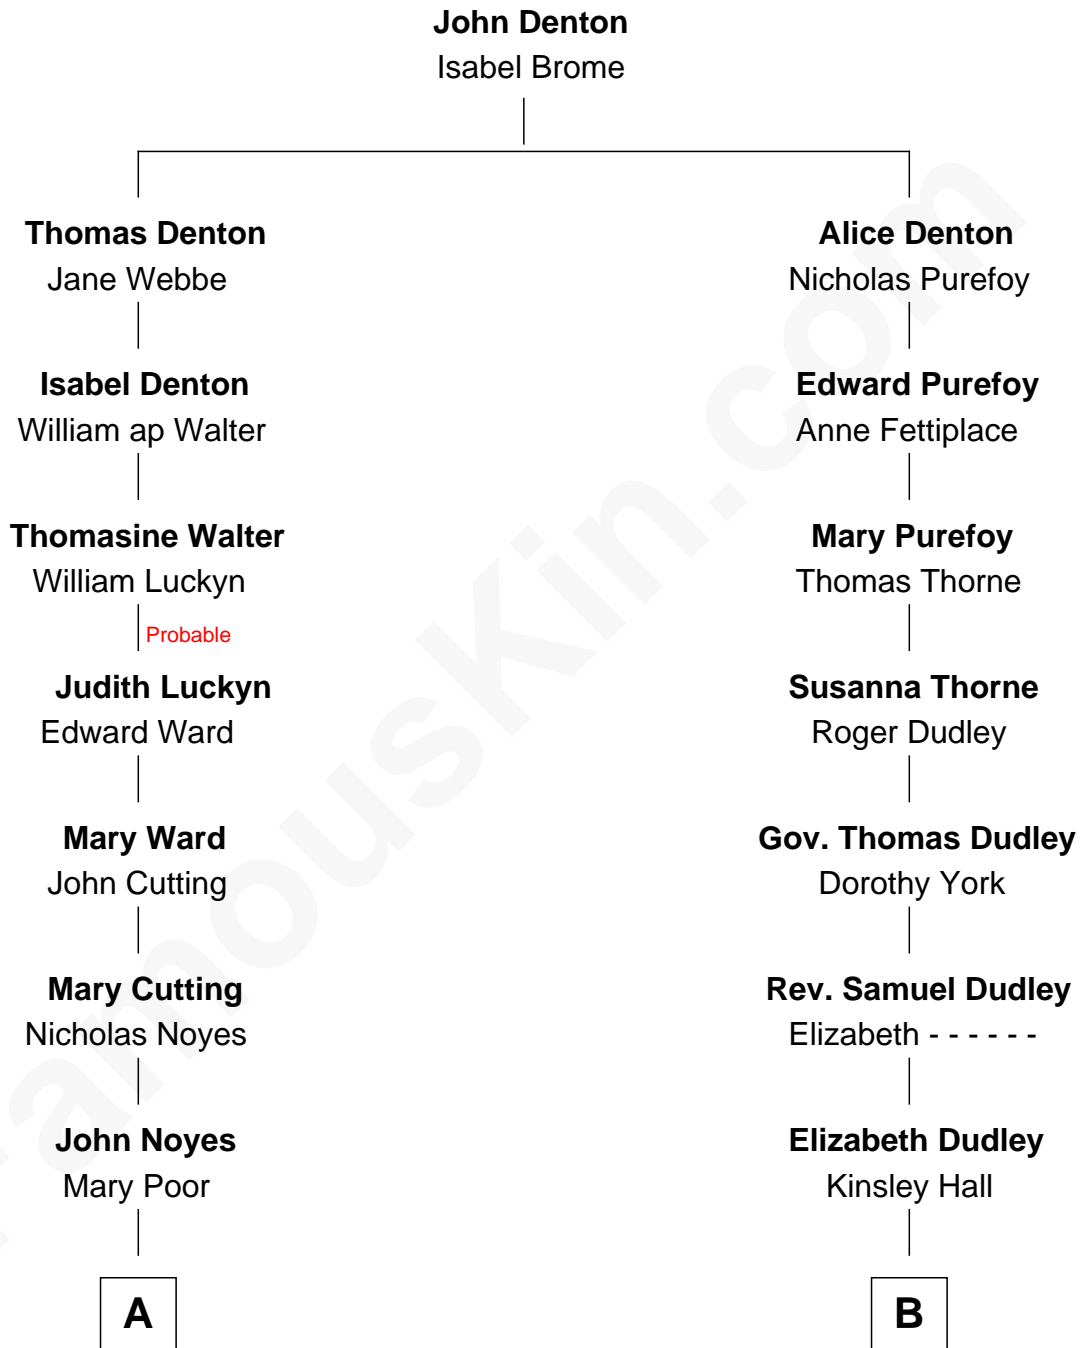 John Denton
Isabel Brome
Thomas Denton
Jane Webbe
Isabel Denton
William ap Walter
Thomasine Walter
William Luckyn
Probable
Judith Luckyn
Edward Ward
Mary Ward
John Cutting
Mary Cutting
Nicholas Noyes
John Noyes
Mary Poor
A
Alice Denton
Nicholas Purefoy
Edward Purefoy
Anne Fettiplace
Mary Purefoy
Thomas Thorne
Susanna Thorne
Roger Dudley
Gov. Thomas Dudley
Dorothy York
Rev. Samuel Dudley
Elizabeth - - - - - -
Elizabeth Dudley
Kinsley Hall
B
FamousKin.com